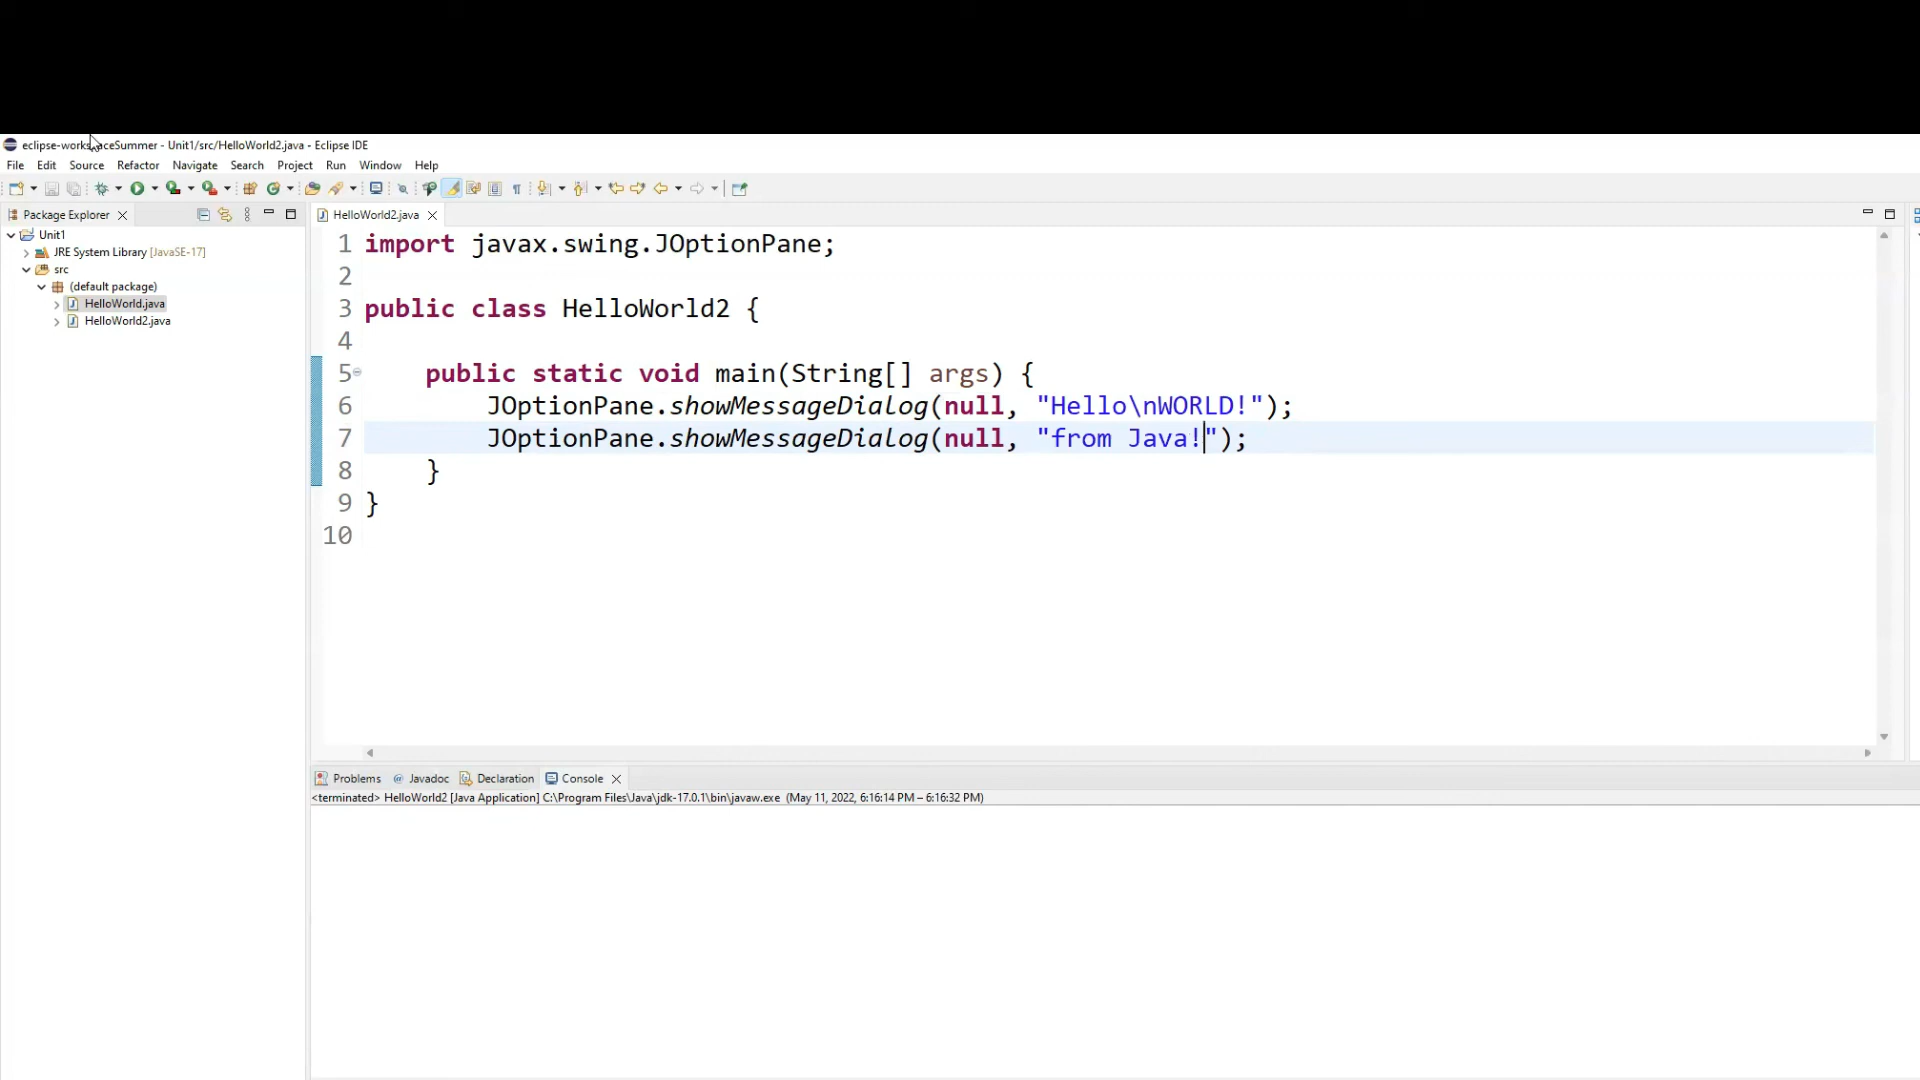 eclipse-workspaceSummer - Unit1/src/HelloWorld2.java - Eclipse IDE
File Edit Source Refactor Navigate Search Project Run Window Help
Package Explorer
HelloWorld2.java
Unit1
JRE System Library [JavaSE-17]
src
(default package)
HelloWorld.java
HelloWorld2.java
1 import javax.swing.JOptionPane;
2
3 public class HelloWorld2 {
4
5 public static void main(String[] args) {
6 JOptionPane.showMessageDialog(null, "Hello\nWORLD!");
7 JOptionPane.showMessageDialog(null, "from Java!");
8 }
9 }
10
Problems @ Javadoc Declaration Console
<terminated> HelloWorld2 [Java Application] C:\Program Files\Java\jdk-17.0.1\bin\javaw.exe (May 11, 2022, 6:16:14 PM – 6:16:32 PM)